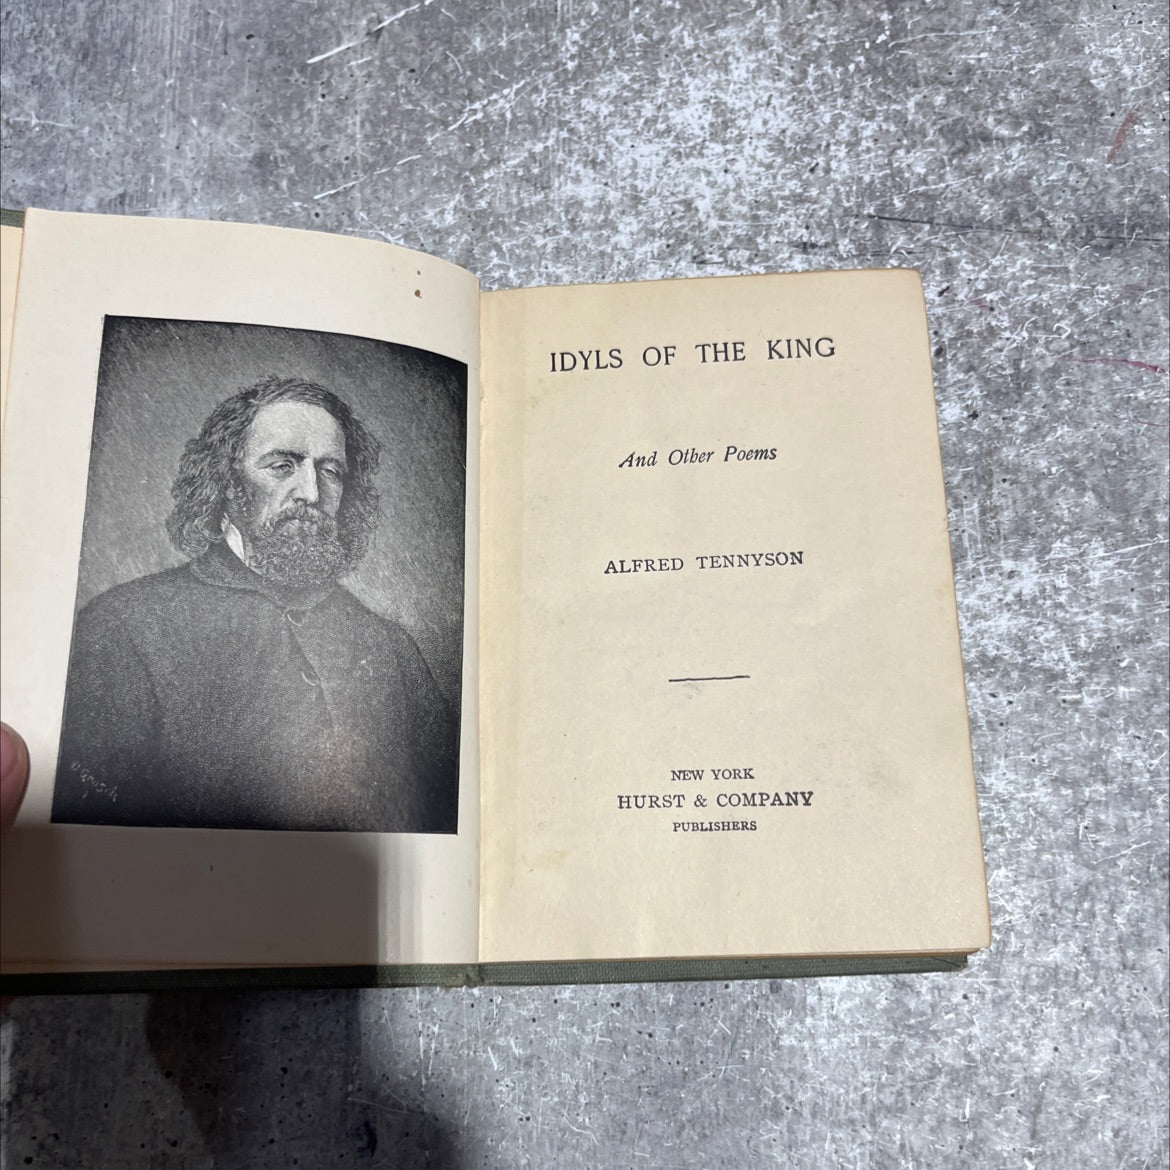 IDYLS OF THE KING
And Other Poems
ALFRED TENNYSON
NEW YORK
HURST & COMPANY
PUBLISHERS